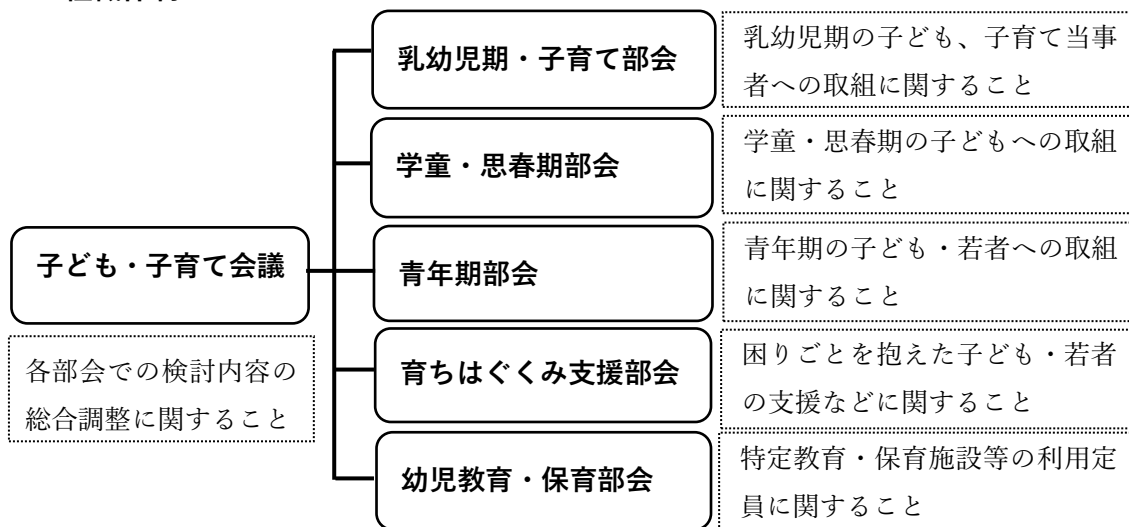 乳幼児期・子育て部会
乳幼児期の子ども、子育て当事
者への取組に関すること
学童・思春期部会
学童・思春期の子どもへの取組
に関すること
子ども・子育て会議
各部会での検討内容の
総合調整に関すること
青年期部会
青年期の子ども・若者への取組
に関すること
育ちはぐくみ支援部会
困りごとを抱えた子ども・若者
の支援などに関すること
幼児教育・保育部会
特定教育・保育施設等の利用定
員に関すること